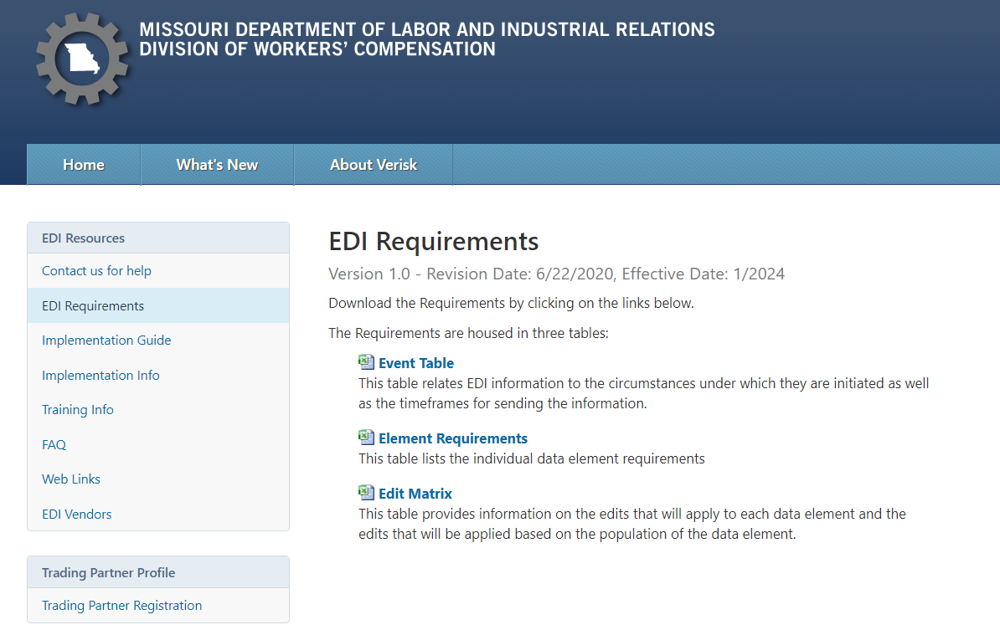 MISSOURI DEPARTMENT OF LABOR AND INDUSTRIAL RELATIONS
DIVISION OF WORKERS’ COMPENSATION
Home
What's New
About Verisk
EDI Resources
Contact us for help
EDI Requirements
Implementation Guide
Implementation Info
Training Info
FAQ
Web Links
EDI Vendors
Trading Partner Profile
Trading Partner Registration
EDI Requirements
Version 1.0 - Revision Date: 6/22/2020, Effective Date: 1/2024
Download the Requirements by clicking on the links below.
The Requirements are housed in three tables:
Event Table
This table relates EDI information to the circumstances under which they are initiated as well
as the timeframes for sending the information.
Element Requirements
This table lists the individual data element requirements
Edit Matrix
This table provides information on the edits that will apply to each data element and the
edits that will be applied based on the population of the data element.